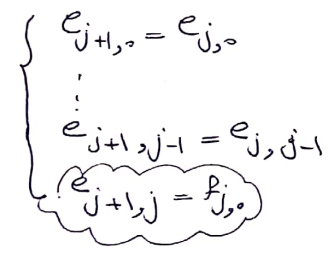 e_{j+1,0} = e_{j,0}
⋮
e_{j+1,j-1} = e_{j,j-1}
e_{j+1,j} = f_{j,0}